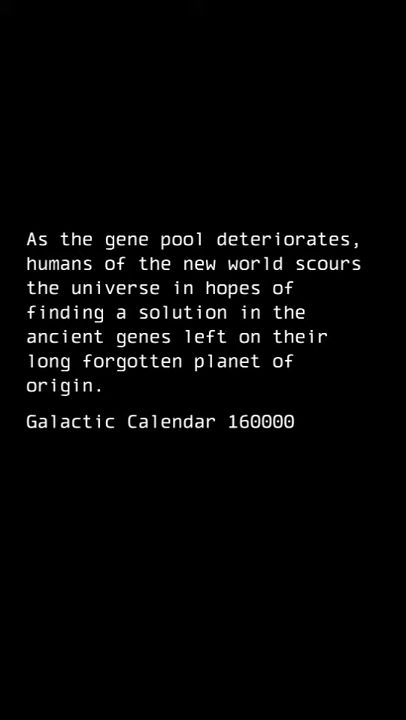 As the gene pool deteriorates,
humans of the new world scours
the universe in hopes of
finding a solution in the
ancient genes left on their
long forgotten planet of
origin.
Galactic Calendar 160000